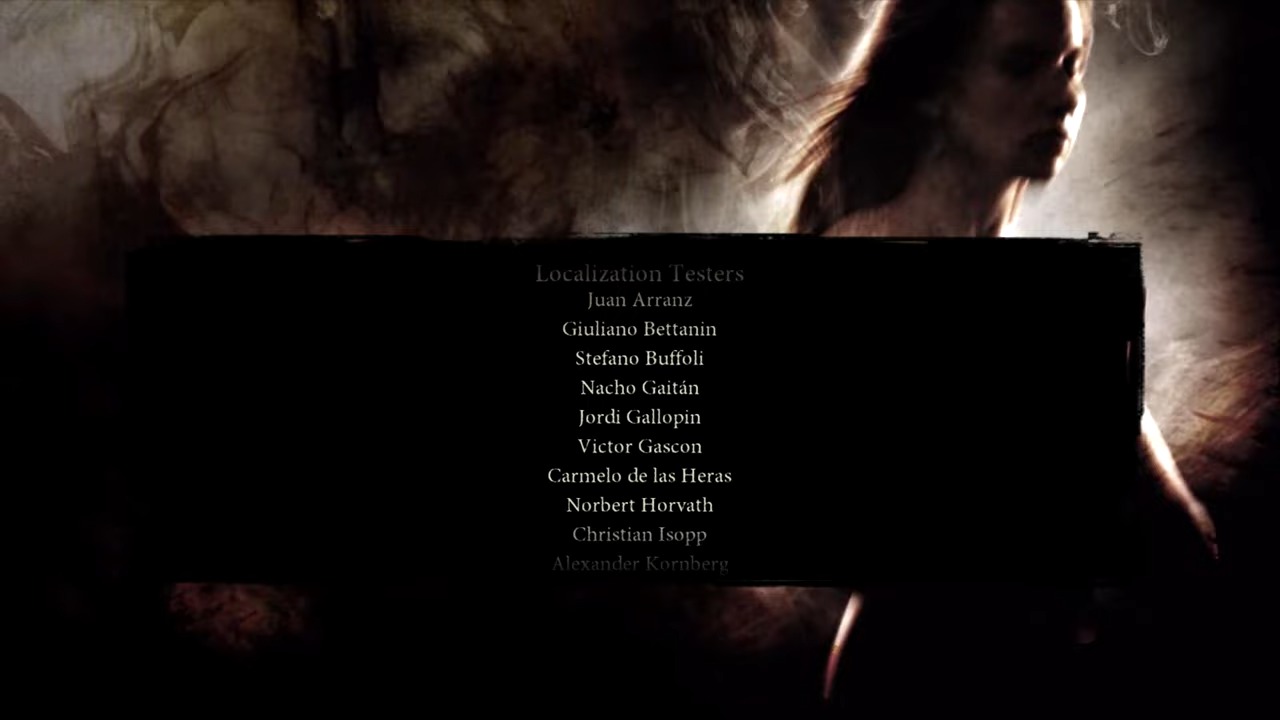 Localization Testers
Juan Arranz
Giuliano Bettanin
Stefano Buffoli
Nacho Gaitán
Jordi Gallopin
Victor Gascon
Carmelo de las Heras
Norbert Horvath
Christian Isopp
Alexander Kornberg